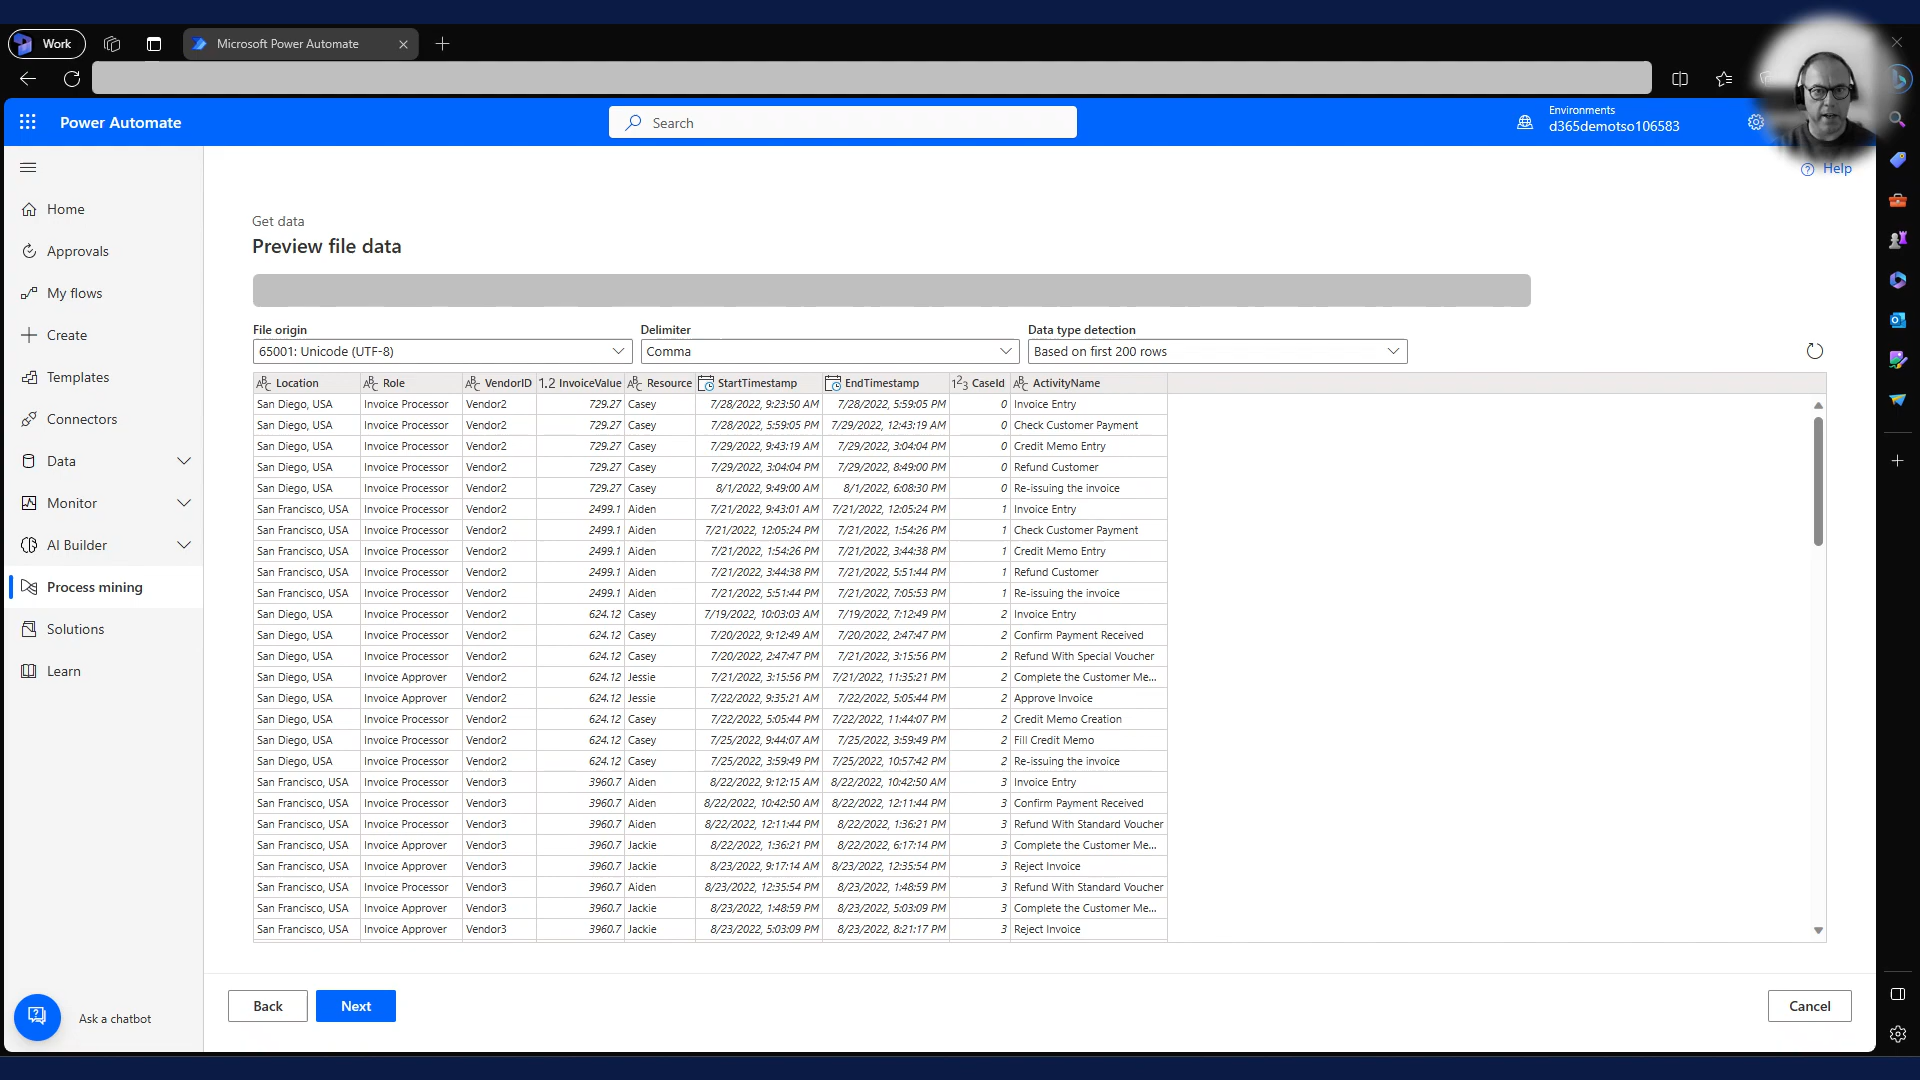 Work
Microsoft Power Automate
Power Automate
Search
Environments
d365demotso106583
Help
Home
Approvals
My flows
Create
Templates
Connectors
Data
Monitor
AI Builder
Process mining
Solutions
Learn
Ask a chatbot
Get data
Preview file data
File origin Delimiter Data type detection
65001: Unicode (UTF-8) Comma Based on first 200 rows
Location Role VendorID 1.2 InvoiceValue Resource StartTimestamp EndTimestamp CaseId ActivityName
San Diego, USA Invoice Processor Vendor2 729.27 Casey 7/28/2022, 9:23:50 AM 7/28/2022, 5:59:05 PM 0 Invoice Entry
San Diego, USA Invoice Processor Vendor2 729.27 Casey 7/28/2022, 5:59:05 PM 7/29/2022, 12:43:19 AM 0 Check Customer Payment
San Diego, USA Invoice Processor Vendor2 729.27 Casey 7/29/2022, 9:43:19 AM 7/29/2022, 3:04:04 PM 0 Credit Memo Entry
San Diego, USA Invoice Processor Vendor2 729.27 Casey 7/29/2022, 3:04:04 PM 7/29/2022, 8:49:00 PM 0 Refund Customer
San Diego, USA Invoice Processor Vendor2 729.27 Casey 8/1/2022, 9:49:00 AM 8/1/2022, 6:08:30 PM 0 Re-issuing the invoice
San Francisco, USA Invoice Processor Vendor2 2499.1 Aiden 7/21/2022, 9:43:01 AM 7/21/2022, 12:05:24 PM 1 Invoice Entry
San Francisco, USA Invoice Processor Vendor2 2499.1 Aiden 7/21/2022, 12:05:24 PM 7/21/2022, 1:54:26 PM 1 Check Customer Payment
San Francisco, USA Invoice Processor Vendor2 2499.1 Aiden 7/21/2022, 1:54:26 PM 7/21/2022, 3:44:38 PM 1 Credit Memo Entry
San Francisco, USA Invoice Processor Vendor2 2499.1 Aiden 7/21/2022, 3:44:38 PM 7/21/2022, 5:51:44 PM 1 Refund Customer
San Francisco, USA Invoice Processor Vendor2 2499.1 Aiden 7/21/2022, 5:51:44 PM 7/21/2022, 7:05:53 PM 1 Re-issuing the invoice
San Diego, USA Invoice Processor Vendor2 624.12 Casey 7/19/2022, 10:03:03 AM 7/19/2022, 7:12:49 PM 2 Invoice Entry
San Diego, USA Invoice Processor Vendor2 624.12 Casey 7/20/2022, 9:12:49 AM 7/20/2022, 2:47:47 PM 2 Confirm Payment Received
San Diego, USA Invoice Processor Vendor2 624.12 Casey 7/20/2022, 2:47:47 PM 7/21/2022, 3:15:56 PM 2 Refund With Special Voucher
San Diego, USA Invoice Approver Vendor2 624.12 Jessie 7/21/2022, 3:15:56 PM 7/21/2022, 11:35:21 PM 2 Complete the Customer Me...
San Diego, USA Invoice Approver Vendor2 624.12 Jessie 7/22/2022, 9:35:21 AM 7/22/2022, 5:05:44 PM 2 Approve Invoice
San Diego, USA Invoice Processor Vendor2 624.12 Casey 7/22/2022, 5:05:44 PM 7/22/2022, 11:44:07 PM 2 Credit Memo Creation
San Diego, USA Invoice Processor Vendor2 624.12 Casey 7/25/2022, 9:44:07 AM 7/25/2022, 3:59:49 PM 2 Fill Credit Memo
San Diego, USA Invoice Processor Vendor2 624.12 Casey 7/25/2022, 3:59:49 PM 7/25/2022, 10:57:42 PM 2 Re-issuing the invoice
San Francisco, USA Invoice Processor Vendor3 3960.7 Aiden 8/22/2022, 9:12:15 AM 8/22/2022, 10:42:50 AM 3 Invoice Entry
San Francisco, USA Invoice Processor Vendor3 3960.7 Aiden 8/22/2022, 10:42:50 AM 8/22/2022, 12:11:44 PM 3 Confirm Payment Received
San Francisco, USA Invoice Processor Vendor3 3960.7 Aiden 8/22/2022, 12:11:44 PM 8/22/2022, 1:36:21 PM 3 Refund With Standard Voucher
San Francisco, USA Invoice Approver Vendor3 3960.7 Jackie 8/22/2022, 1:36:21 PM 8/22/2022, 6:17:14 PM 3 Complete the Customer Me...
San Francisco, USA Invoice Approver Vendor3 3960.7 Jackie 8/23/2022, 9:17:14 AM 8/23/2022, 12:35:54 PM 3 Reject Invoice
San Francisco, USA Invoice Processor Vendor3 3960.7 Aiden 8/23/2022, 12:35:54 PM 8/23/2022, 1:48:59 PM 3 Refund With Standard Voucher
San Francisco, USA Invoice Approver Vendor3 3960.7 Jackie 8/23/2022, 1:48:59 PM 8/23/2022, 5:03:09 PM 3 Complete the Customer Me...
San Francisco, USA Invoice Approver Vendor3 3960.7 Jackie 8/23/2022, 5:03:09 PM 8/23/2022, 8:21:17 PM 3 Reject Invoice
Back Next Cancel